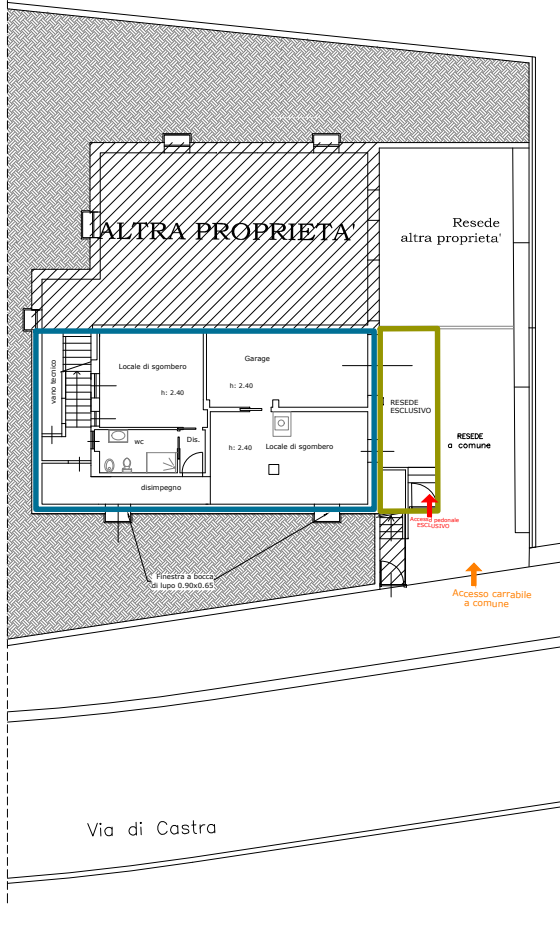 ALTRA PROPRIETA'
Resede
altra proprieta'
Garage
Locale di sgombero
h: 2.40
h: 2.40
vano tecnico
RESEDE
ESCLUSIVO
RESEDE
a comune
wc
Dis.
h: 2.40
Locale di sgombero
disimpegno
Accesso pedonale
ESCLUSIVO
Finestra a bocca
di lupo 0.90x0.65
Accesso carrabile
a comune
Via di Castra